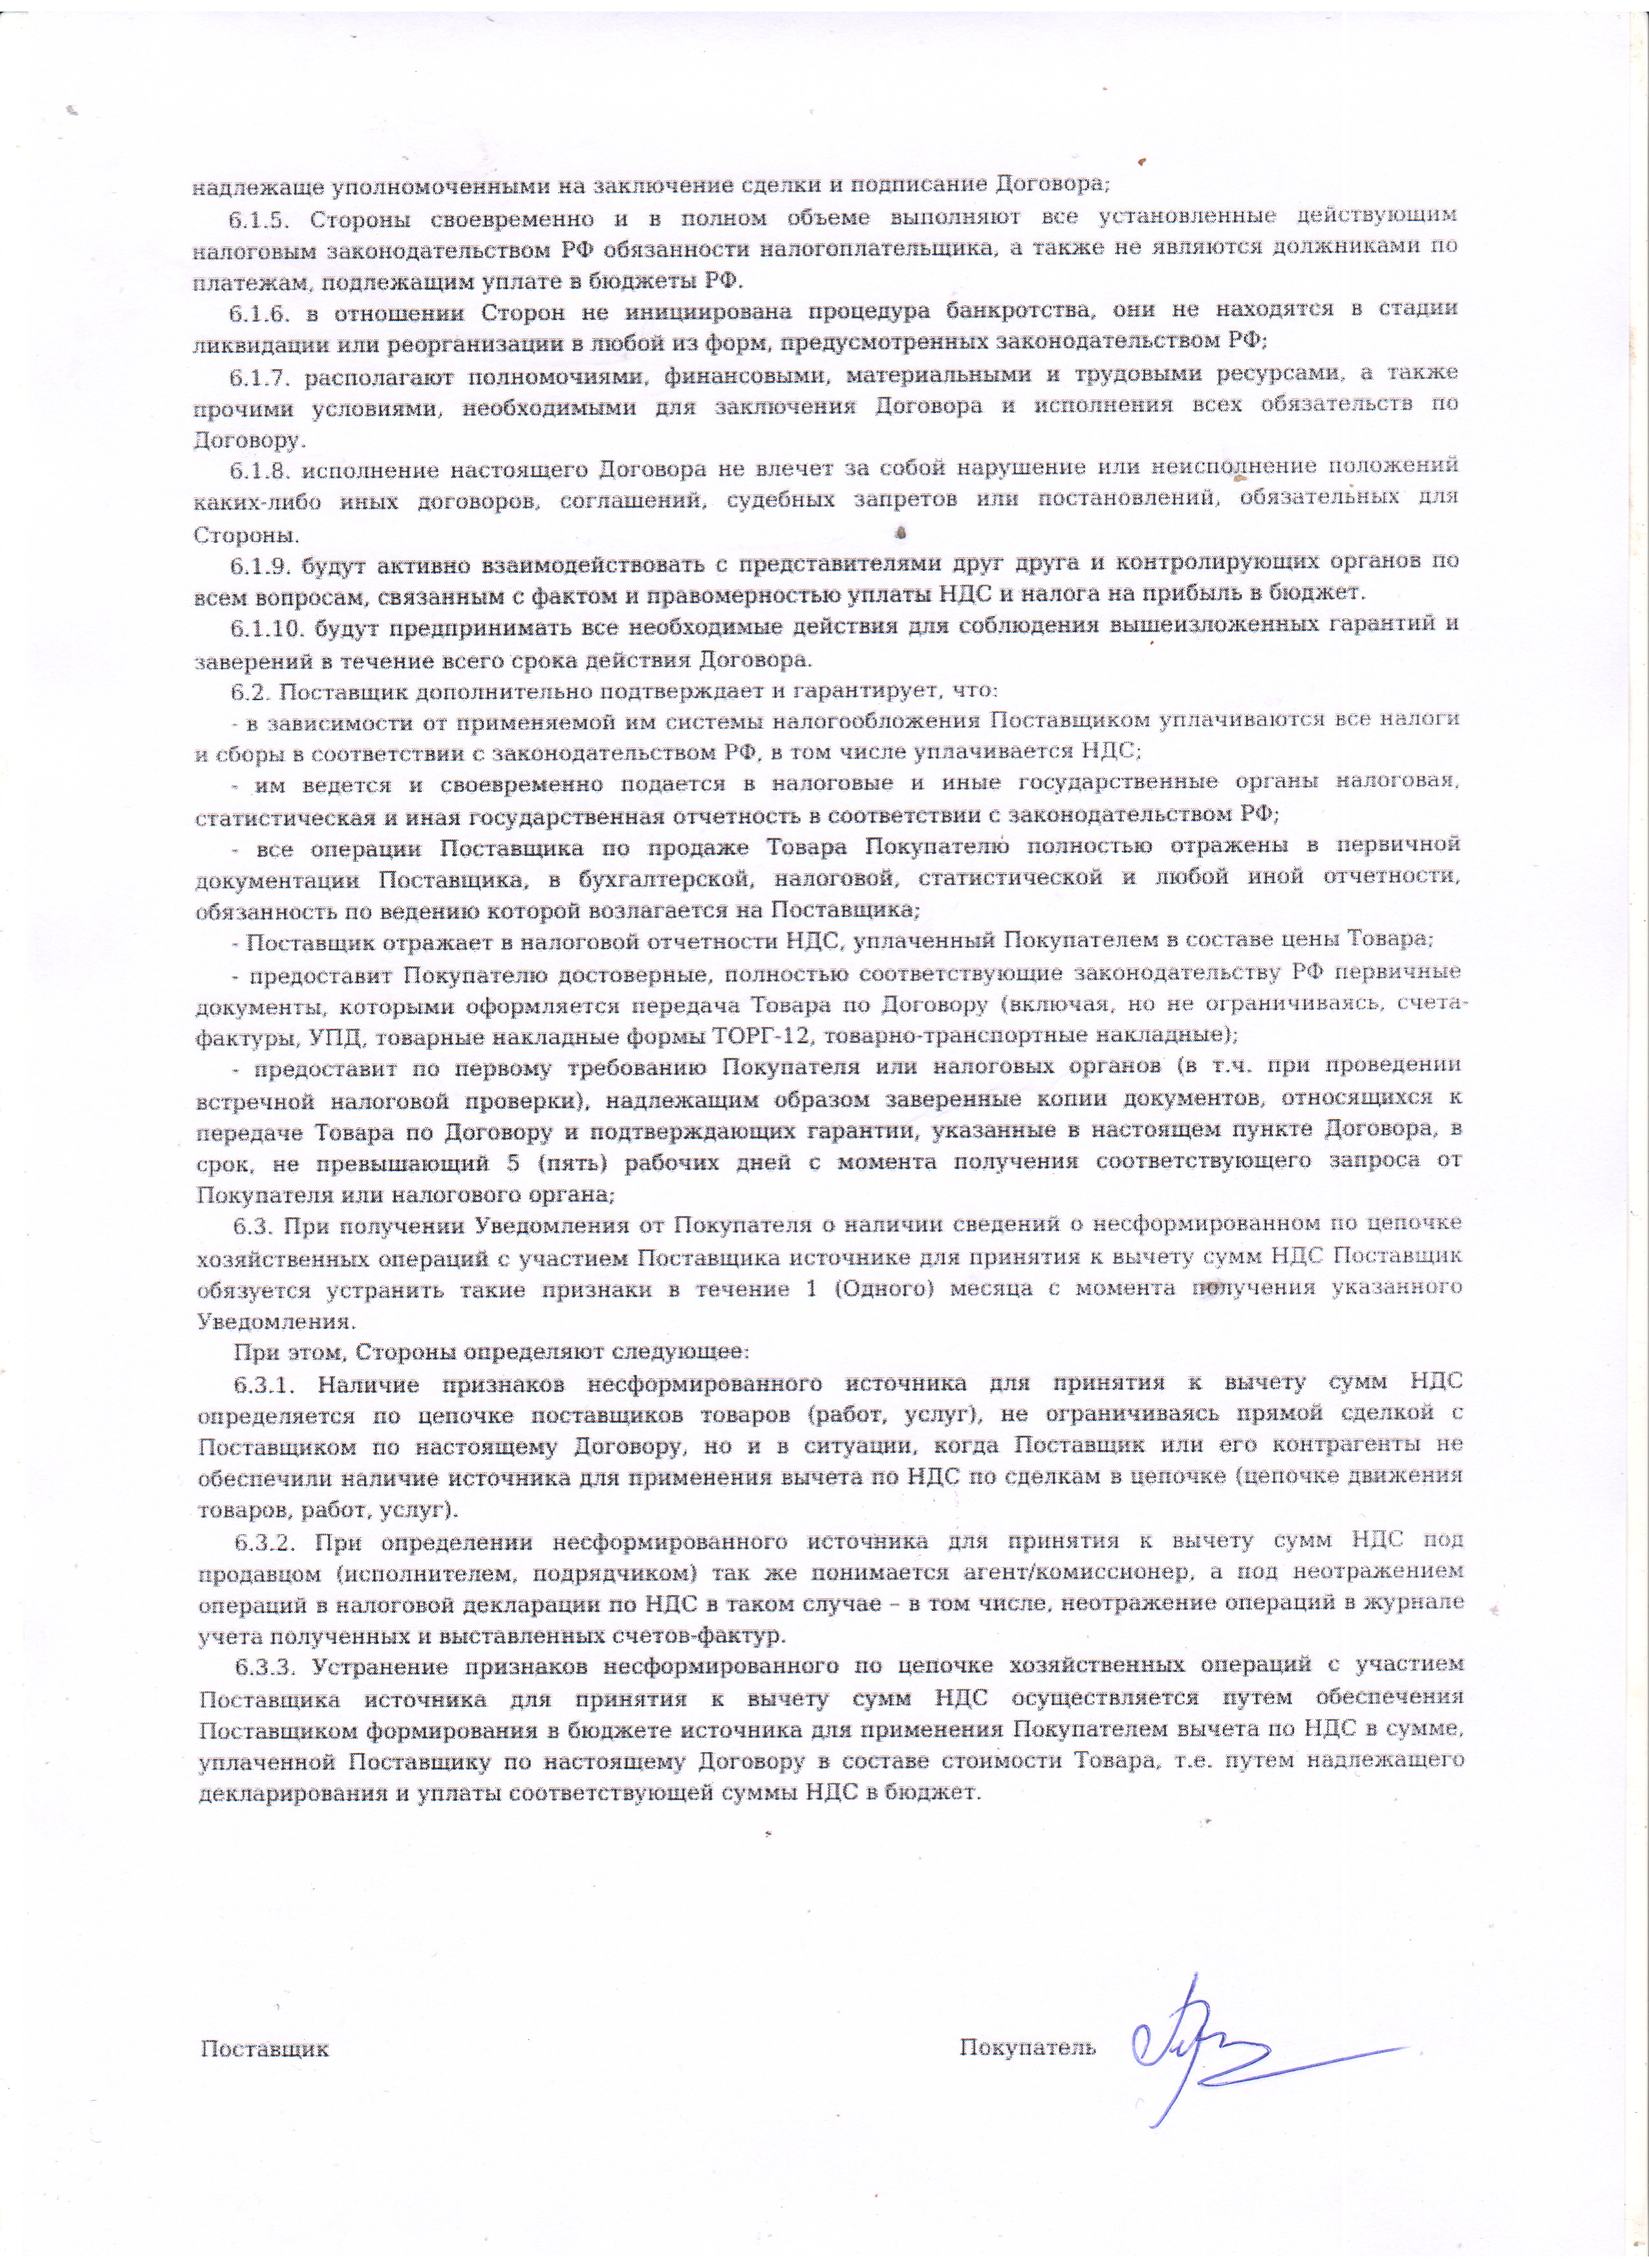 надлежаще уполномоченными на заключение сделки и подписание Договора;
6.1.5. Стороны своевременно и в полном объеме выполняют все установленные действующим
налоговым законодательством РФ обязанности налогоплательщика, а также не являются должниками по
платежам, подлежащим уплате в бюджеты РФ.
6.1.6. в отношении Сторон не инициирована процедура банкротства, они не находятся в стадии
ликвидации или реорганизации в любой из форм, предусмотренных законодательством РФ;
6.1.7. располагают полномочиями, финансовыми, материальными и трудовыми ресурсами, а также
прочими условиями, необходимыми для заключения Договора и исполнения всех обязательств по
Договору.
6.1.8. исполнение настоящего Договора не влечет за собой нарушение или неисполнение положений
каких-либо иных договоров, соглашений, судебных запретов или постановлений, обязательных для
Стороны.
6.1.9. будут активно взаимодействовать с представителями друг друга и контролирующих органов по
всем вопросам, связанным с фактом и правомерностью уплаты НДС и налога на прибыль в бюджет.
6.1.10. будут предпринимать все необходимые действия для соблюдения вышеизложенных гарантий и
заверений в течение всего срока действия Договора.
6.2. Поставщик дополнительно подтверждает и гарантирует, что:
- в зависимости от применяемой им системы налогообложения Поставщиком уплачиваются все налоги
и сборы в соответствии с законодательством РФ, в том числе уплачивается НДС;
- им ведется и своевременно подается в налоговые и иные государственные органы налоговая,
статистическая и иная государственная отчетность в соответствии с законодательством РФ;
- все операции Поставщика по продаже Товара Покупателю полностью отражены в первичной
документации Поставщика, в бухгалтерской, налоговой, статистической и любой иной отчетности,
обязанность по ведению которой возлагается на Поставщика;
- Поставщик отражает в налоговой отчетности НДС, уплаченный Покупателем в составе цены Товара;
- предоставит Покупателю достоверные, полностью соответствующие законодательству РФ первичные
документы, которыми оформляется передача Товара по Договору (включая, но не ограничиваясь, счета-
фактуры, УПД, товарные накладные формы ТОРГ-12, товарно-транспортные накладные);
- предоставит по первому требованию Покупателя или налоговых органов (в т.ч. при проведении
встречной налоговой проверки), надлежащим образом заверенные копии документов, относящихся к
передаче Товара по Договору и подтверждающих гарантии, указанные в настоящем пункте Договора, в
срок, не превышающий 5 (пять) рабочих дней с момента получения соответствующего запроса от
Покупателя или налогового органа;
6.3. При получении Уведомления от Покупателя о наличии сведений о несформированном по цепочке
хозяйственных операций с участием Поставщика источнике для принятия к вычету сумм НДС Поставщик
обязуется устранить такие признаки в течение 1 (Одного) месяца с момента получения указанного
Уведомления.
При этом, Стороны определяют следующее:
6.3.1. Наличие признаков несформированного источника для принятия к вычету сумм НДС
определяется по цепочке поставщиков товаров (работ, услуг), не ограничиваясь прямой сделкой с
Поставщиком по настоящему Договору, но и в ситуации, когда Поставщик или его контрагенты не
обеспечили наличие источника для применения вычета по НДС по сделкам в цепочке (цепочке движения
товаров, работ, услуг).
6.3.2. При определении несформированного источника для принятия к вычету сумм НДС под
продавцом (исполнителем, подрядчиком) так же понимается агент/комиссионер, а под неотражением
операций в налоговой декларации по НДС в таком случае – в том числе, неотражение операций в журнале
учета полученных и выставленных счетов-фактур.
6.3.3. Устранение признаков несформированного по цепочке хозяйственных операций с участием
Поставщика источника для принятия к вычету сумм НДС осуществляется путем обеспечения
Поставщиком формирования в бюджете источника для применения Покупателем вычета по НДС в сумме,
уплаченной Поставщику по настоящему Договору в составе стоимости Товара, т.е. путем надлежащего
декларирования и уплаты соответствующей суммы НДС в бюджет.
Поставщик
Покупатель